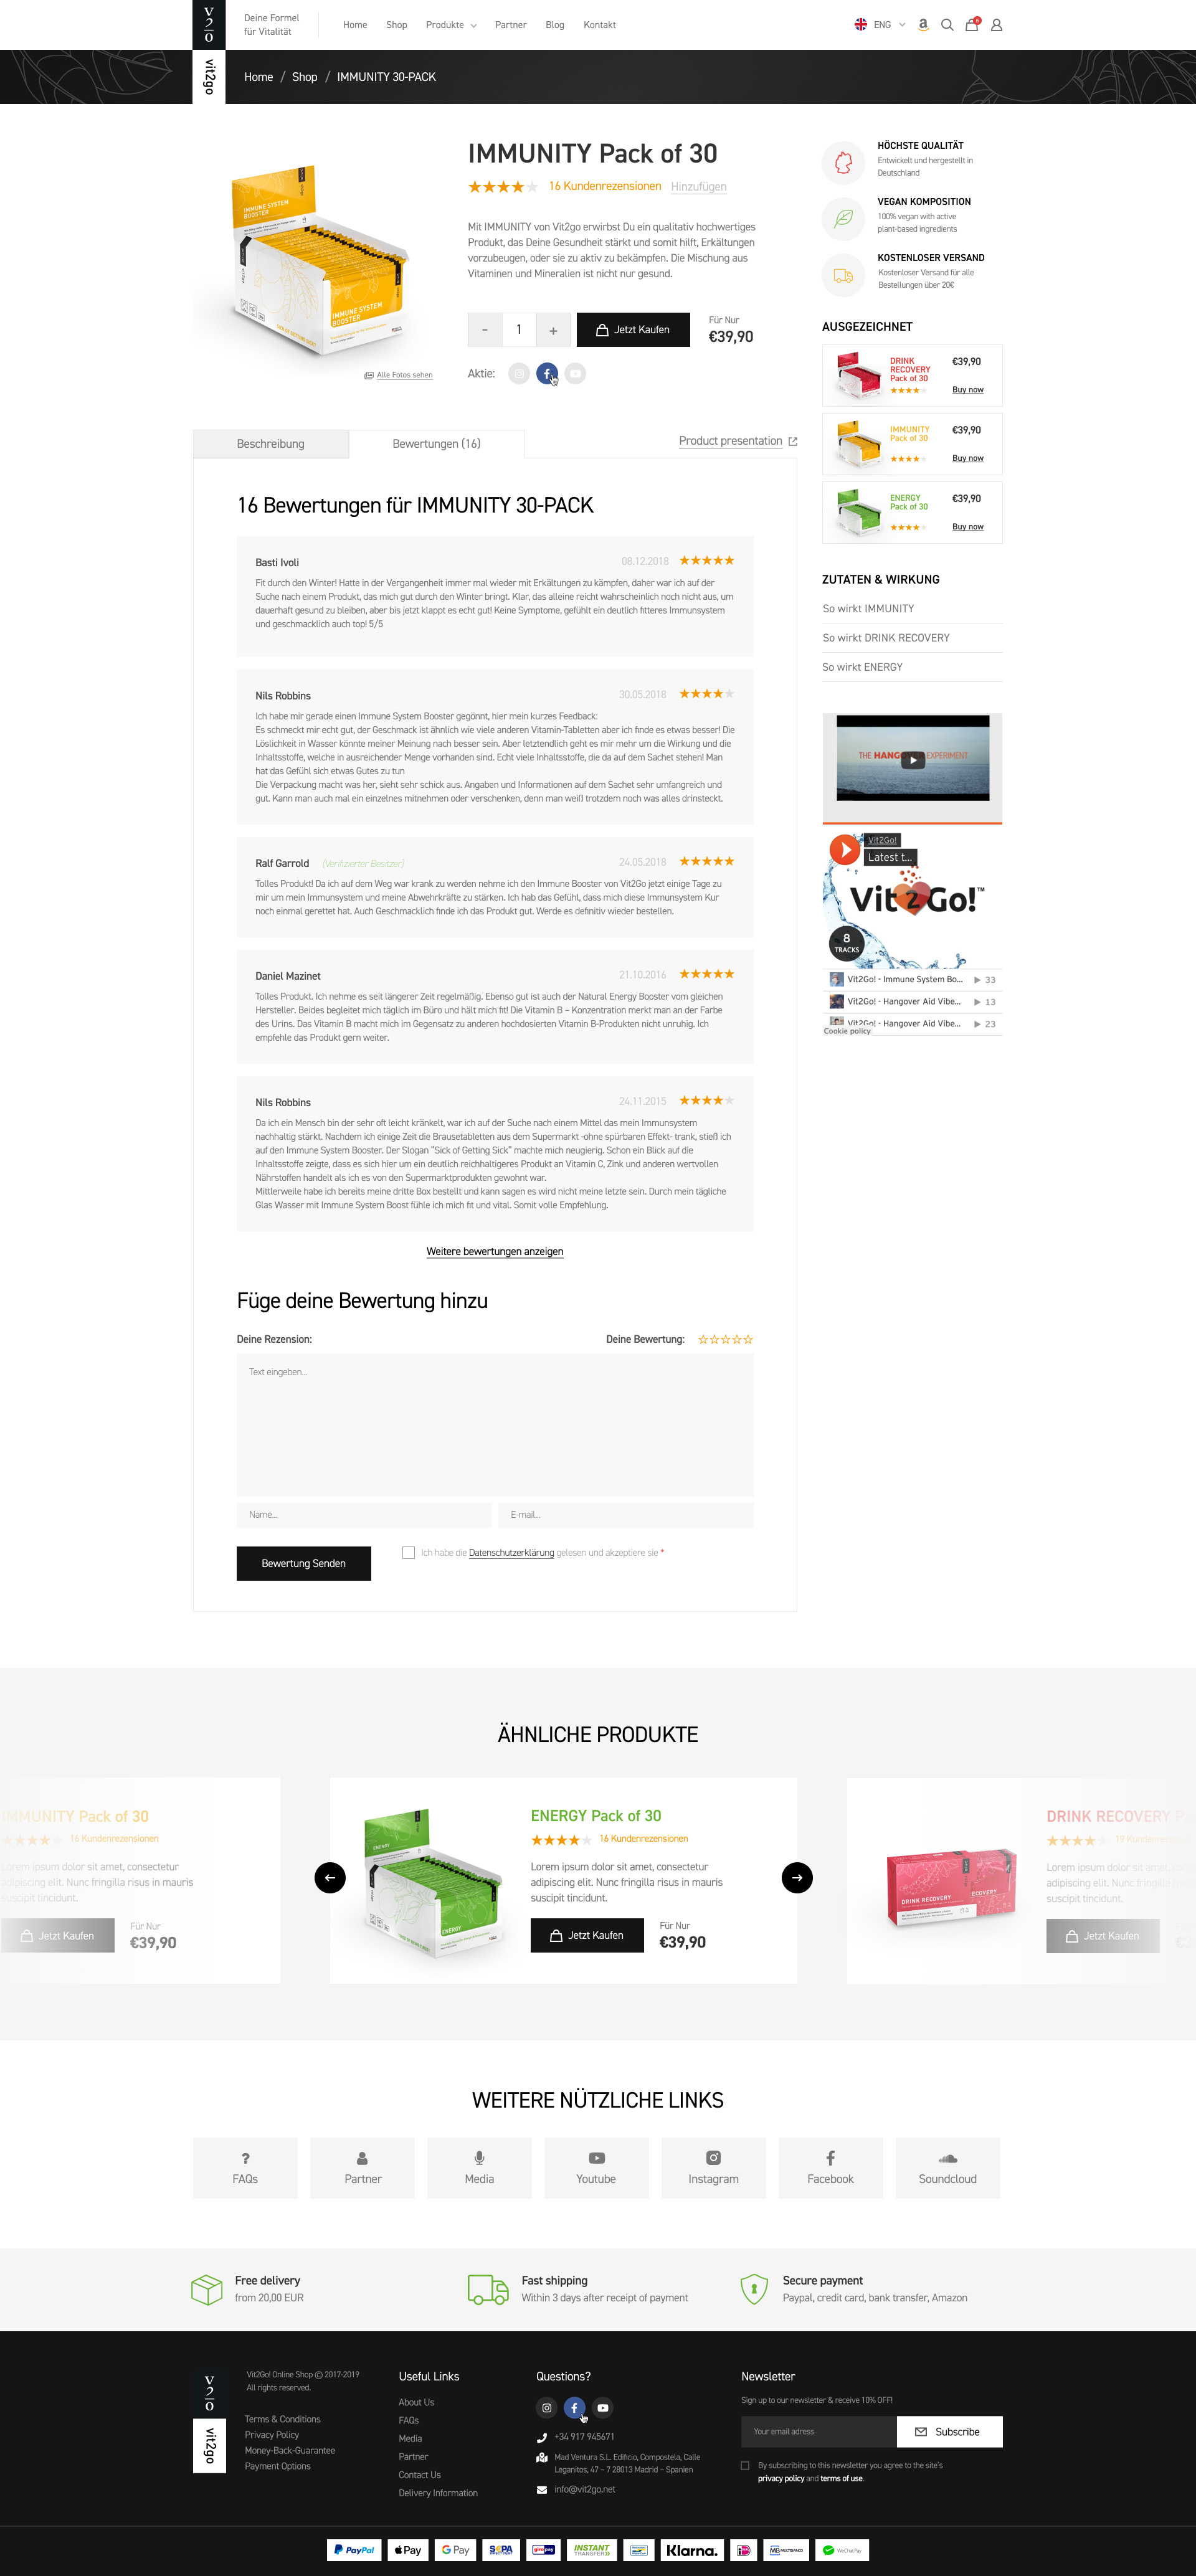 V2o
Deine Formel
für Vitalität
Home
Shop
Produkte
Partner
Blog
Kontakt
ENG
vit2go
Home / Shop / IMMUNITY 30-PACK
IMMUNITY Pack of 30
16 Kundenrezensionen
Hinzufügen
Mit IMMUNITY von Vit2go erwirbst Du ein qualitativ hochwertiges
Produkt, das Deine Gesundheit stärkt und somit hilft, Erkältungen
vorzubeugen, oder sie zu aktiv zu bekämpfen. Die Mischung aus
Vitaminen und Mineralien ist nicht nur gesund.
- 1 +
Jetzt Kaufen
Für Nur
€39,90
IMMUNE SYSTEM
BOOSTER
IMMUNE SYSTEM
BOOSTER
Alle Fotos sehen
Aktie:
HÖCHSTE QUALITÄT
Entwickelt und hergestellt in
Deutschland
VEGAN KOMPOSITION
100% vegan with active
plant-based ingredients
KOSTENLOSER VERSAND
Kostenloser Versand für alle
Bestellungen über 20€
AUSGEZEICHNET
DRINK
RECOVERY
Pack of 30
€39,90
Buy now
IMMUNITY
Pack of 30
€39,90
Buy now
ENERGY
Pack of 30
€39,90
Buy now
ZUTATEN & WIRKUNG
So wirkt IMMUNITY
So wirkt DRINK RECOVERY
So wirkt ENERGY
Vit2Go!
Latest t...
Vit2Go!™
8
TRACKS
Vit2Go! - Immune System Bo... 33
Vit2Go! - Hangover Aid Vibe... 13
Vit2Go! - Hangover Aid Vibe... 23
Cookie policy
Beschreibung
Bewertungen (16)
Product presentation
16 Bewertungen für IMMUNITY 30-PACK
Basti Ivoli
08.12.2018
Fit durch den Winter! Hatte in der Vergangenheit immer mal wieder mit Erkältungen zu kämpfen, daher war ich auf der
Suche nach einem Produkt, das mich gut durch den Winter bringt. Klar, das alleine reicht wahrscheinlich noch nicht aus, um
dauerhaft gesund zu bleiben, aber bis jetzt klappt es echt gut! Keine Symptome, gefühlt ein deutlich fitteres Immunsystem
und geschmacklich auch top! 5/5
Nils Robbins
30.05.2018
Ich habe mir gerade einen Immune System Booster gegönnt, hier mein kurzes Feedback:
Es schmeckt mir echt gut, der Geschmack ist ähnlich wie viele anderen Vitamin-Tabletten aber ich finde es etwas besser! Die
Löslichkeit in Wasser könnte meiner Meinung nach besser sein. Aber letztendlich geht es mir mehr um die Wirkung und die
Inhaltsstoffe, welche in ausreichender Menge vorhanden sind. Echt viele Inhaltsstoffe, die da auf dem Sachet stehen! Man
hat das Gefühl sich etwas Gutes zu tun
Die Verpackung macht was her, sieht sehr schick aus. Angaben und Informationen auf dem Sachet sehr umfangreich und
gut. Kann man auch mal ein einzelnes mitnehmen oder verschenken, denn man weiß trotzdem noch was alles drinsteckt.
Ralf Garrold
(Verifizierter Besitzer)
24.05.2018
Tolles Produkt! Da ich auf dem Weg war krank zu werden nehme ich den Immune Booster von Vit2Go jetzt einige Tage zu
mir um mein Immunsystem und meine Abwehrkräfte zu stärken. Ich hab das Gefühl, dass mich diese Immunsystem Kur
noch einmal gerettet hat. Auch Geschmacklich finde ich das Produkt gut. Werde es definitiv wieder bestellen.
Daniel Mazinet
21.10.2016
Tolles Produkt. Ich nehme es seit längerer Zeit regelmäßig. Ebenso gut ist auch der Natural Energy Booster vom gleichen
Hersteller. Beides begleitet mich täglich im Büro und hält mich fit! Die Vitamin B – Konzentration merkt man an der Farbe
des Urins. Das Vitamin B macht mich im Gegensatz zu anderen hochdosierten Vitamin B-Produkten nicht unruhig. Ich
empfehle das Produkt gern weiter.
Nils Robbins
24.11.2015
Da ich ein Mensch bin der sehr oft leicht kränkelt, war ich auf der Suche nach einem Mittel das mein Immunsystem
nachhaltig stärkt. Nachdem ich einige Zeit die Brausetabletten aus dem Supermarkt -ohne spürbaren Effekt- trank, stieß ich
auf den Immune System Booster. Der Slogan "Sick of Getting Sick" machte mich neugierig. Schon ein Blick auf die
Inhaltsstoffe zeigte, dass es sich hier um ein deutlich reichhaltigeres Produkt an Vitamin C, Zink und anderen wertvollen
Nährstoffen handelt als ich es von den Supermarktprodukten gewohnt war.
Mittlerweile habe ich bereits meine dritte Box bestellt und kann sagen es wird nicht meine letzte sein. Durch mein tägliche
Glas Wasser mit Immune System Boost fühle ich mich fit und vital. Somit volle Empfehlung.
Weitere bewertungen anzeigen
Füge deine Bewertung hinzu
Deine Rezension:
Deine Bewertung:
Text eingeben...
Name...
E-mail...
Bewertung Senden
Ich habe die Datenschutzerklärung gelesen und akzeptiere sie *
ÄHNLICHE PRODUKTE
IMMUNITY Pack of 30
16 Kundenrezensionen
Lorem ipsum dolor sit amet, consectetur
adipiscing elit. Nunc fringilla risus in mauris
suscipit tincidunt.
Jetzt Kaufen
Für Nur
€39,90
ENERGY
ENERGY
ENERGY Pack of 30
16 Kundenrezensionen
Lorem ipsum dolor sit amet, consectetur
adipiscing elit. Nunc fringilla risus in mauris
suscipit tincidunt.
Jetzt Kaufen
Für Nur
€39,90
DRINK RECOVERY
DRINK RECOVERY
Lorem ipsum dolor sit amet,
adipiscing elit. Nunc fringilla
suscipit tincidunt.
Jetzt Kaufen
WEITERE NÜTZLICHE LINKS
FAQs
Partner
Media
Youtube
Instagram
Facebook
Soundcloud
Free delivery
from 20,00 EUR
Fast shipping
Within 3 days after receipt of payment
Secure payment
Paypal, credit card, bank transfer, Amazon
V2o
vit2go
Vit2Go! Online Shop © 2017-2019
All rights reserved.
Terms & Conditions
Privacy Policy
Money-Back-Guarantee
Payment Options
Useful Links
About Us
FAQs
Media
Partner
Contact Us
Delivery Information
Questions?
+34 917 945671
Mad Ventura S.L. Edificio, Compostela, Calle
Leganitos, 47 – 7 28013 Madrid – Spanien
info@vit2go.net
Newsletter
Sign up to our newsletter & receive 10% OFF!
Your email adress
Subscribe
By subscribing to this newsletter you agree to the site's
privacy policy and terms of use.
PayPal
Pay
G Pay
SEPA
giropay
INSTANT
TRANSFER
Klarna.
iD
MB MULTIBANCO
WeChat Pay